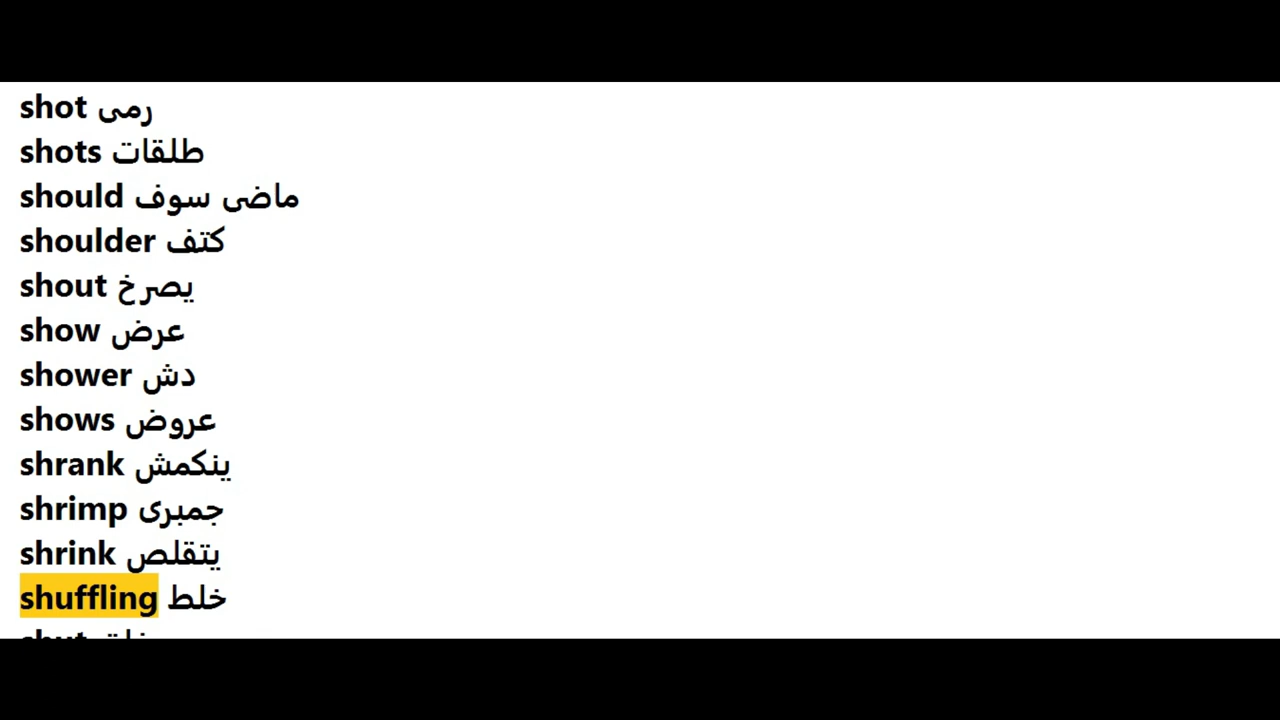 shot رمى
shots طلقات
should ماضى سوف
shoulder كتف
shout يصرخ
show عرض
shower دش
shows عروض
shrank ينكمش
shrimp جمبرى
shrink يتقلص
shuffling خلط